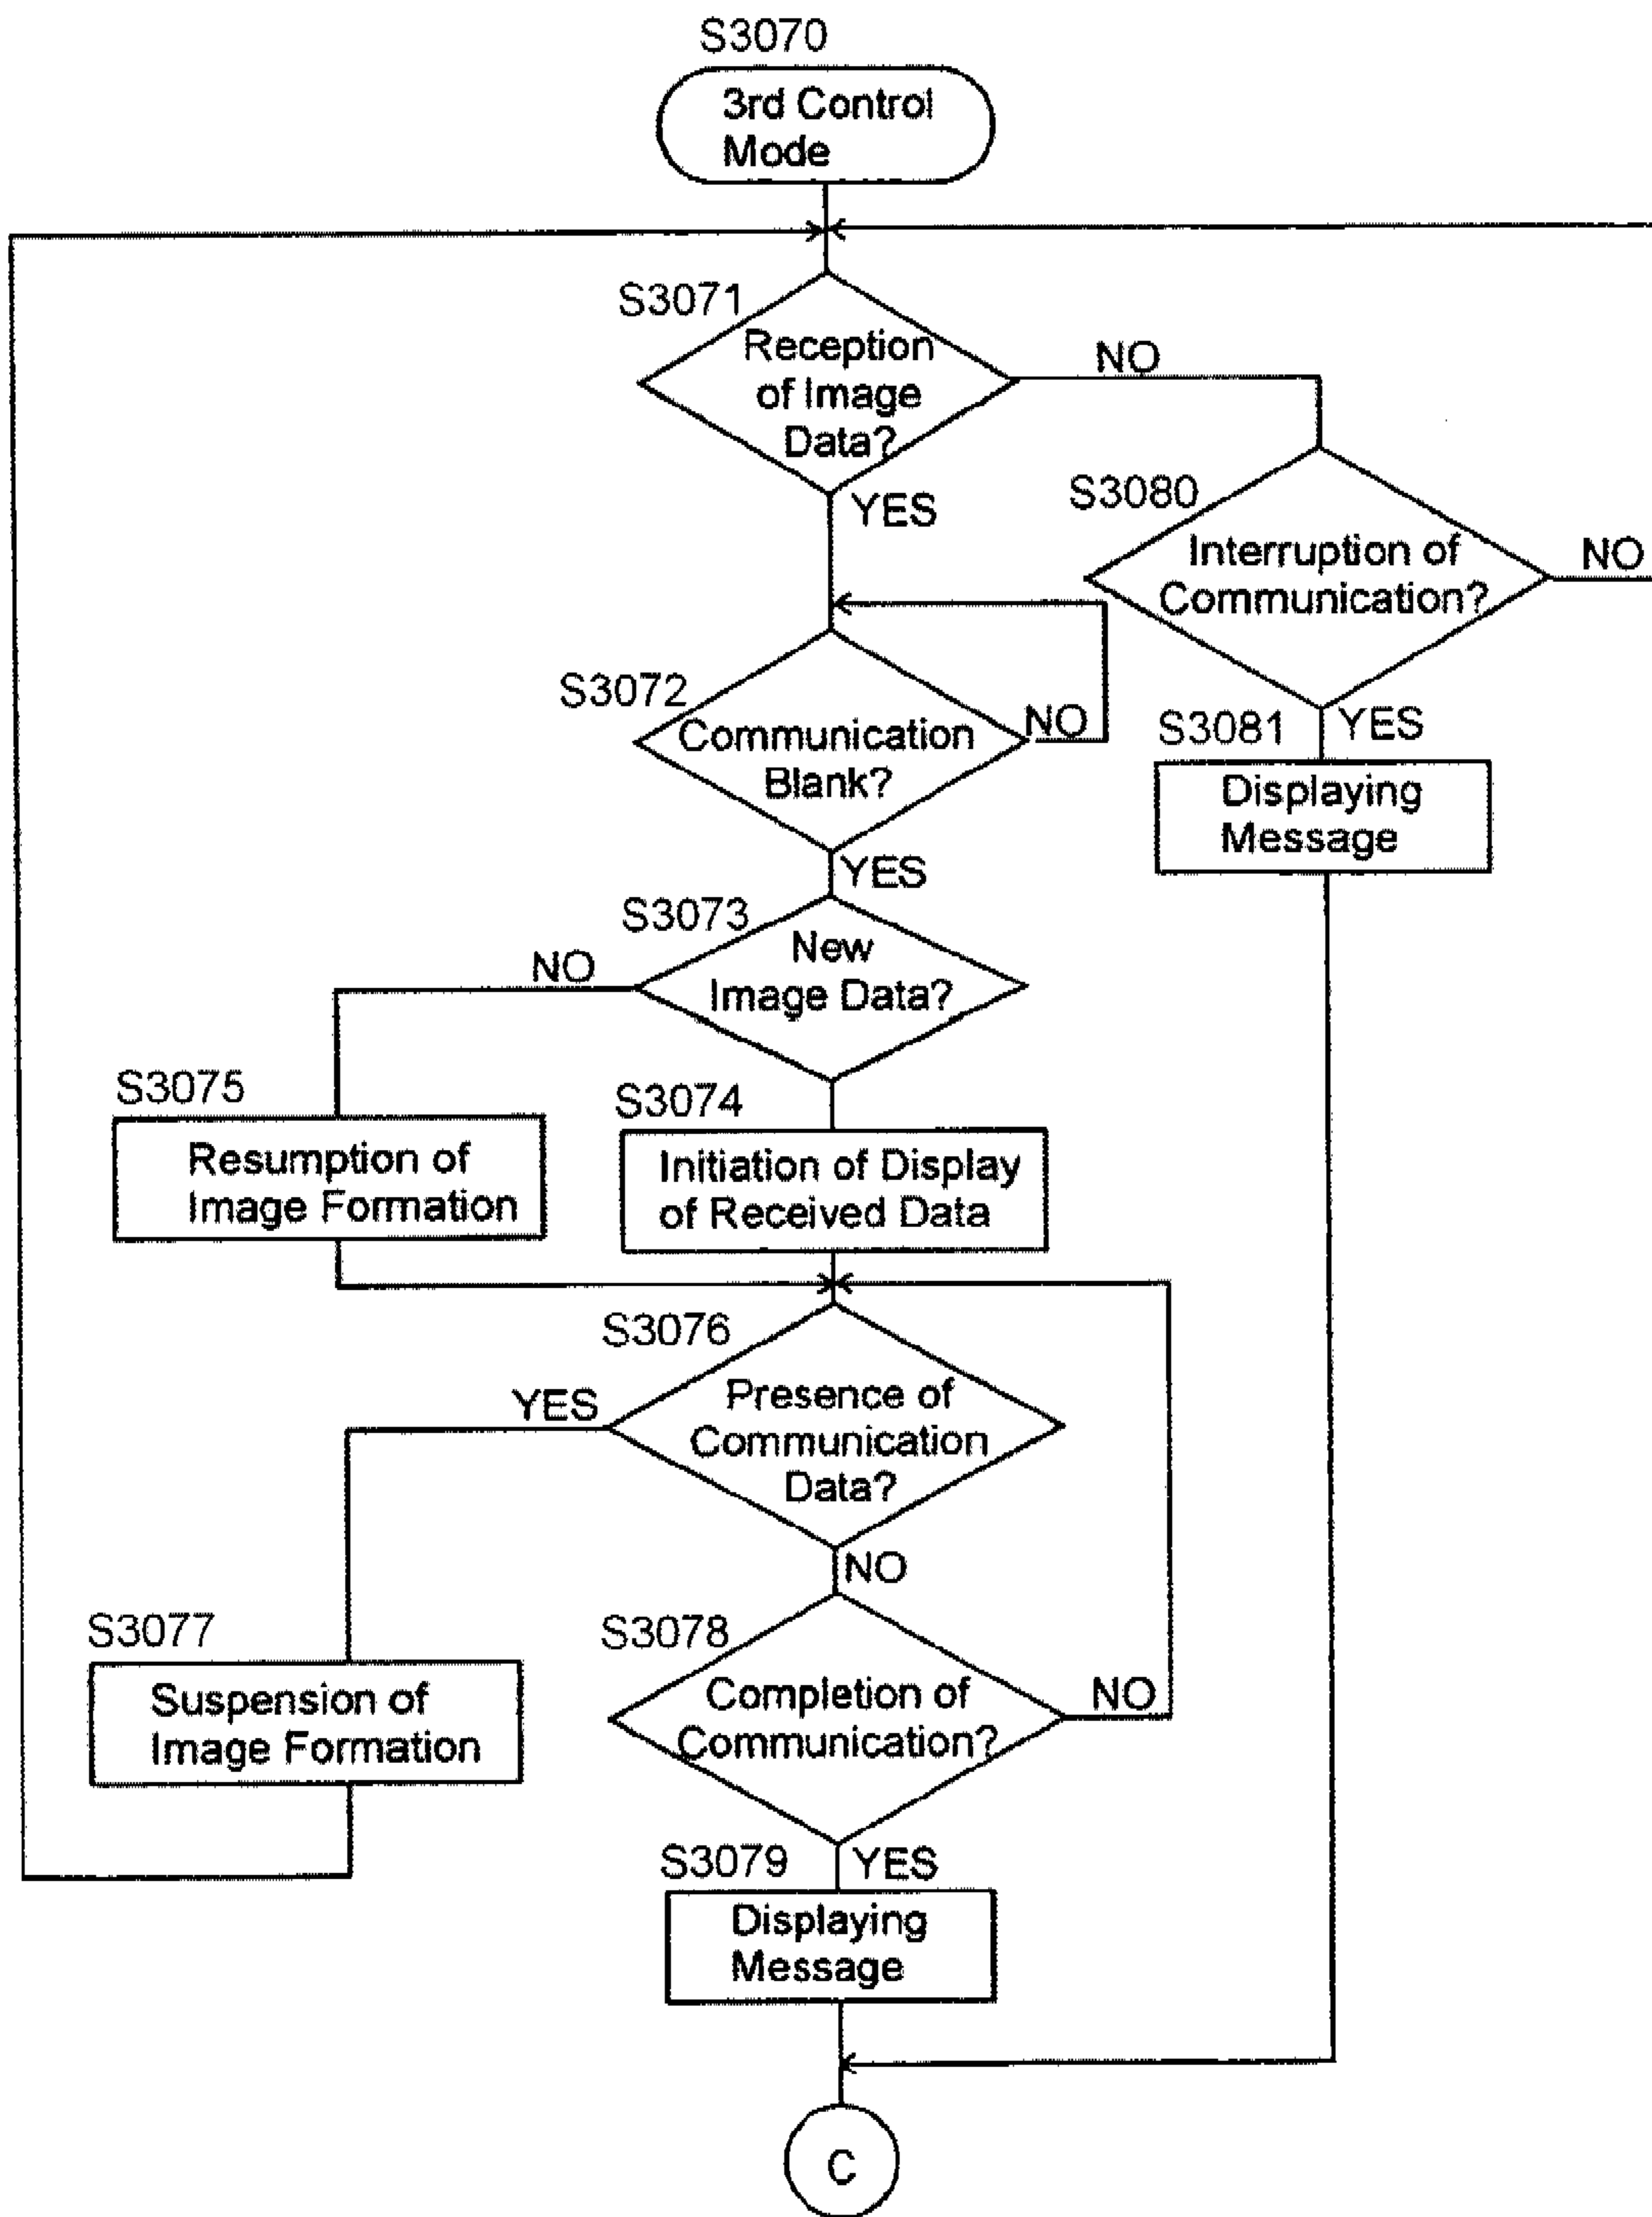 S3070
3rd Control
Mode
S3071
Reception
of Image
Data?
NO
YES
S3080
Interruption of
Communication?
NO
YES
S3081
Displaying
Message
S3072
Communication
Blank?
NO
YES
S3073
New
Image Data?
NO
S3075
Resumption of
Image Formation
S3074
Initiation of Display
of Received Data
S3076
Presence of
Communication
Data?
YES
NO
S3077
Suspension of
Image Formation
S3078
Completion of
Communication?
NO
YES
S3079
Displaying
Message
C